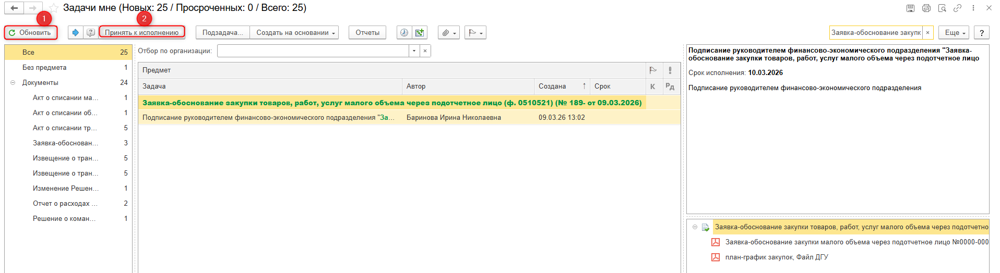 Задачи мне (Новых: 25 / Просроченных: 0 / Всего: 25)
1
2
Обновить
Принять к исполнению
Подзадача...
Создать на основании
Отчеты
Заявка-обоснование закупк ×
Еще
?
Все 25
Без предмета 1
Документы 24
Акт о списании ма... 1
Акт о списании об... 1
Акт о списании тр... 5
Заявка-обоснован... 3
Извещение о тран... 5
Извещение о тран... 5
Изменение Решен... 1
Отчет о расходах ... 2
Решение о коман... 1
Отбор по организации:
Предмет
Задача Автор Создана ↑ Срок К Рд
Заявка-обоснование закупки товаров, работ, услуг малого объема через подотчетное лицо (ф. 0510521) (№ 189- от 09.03.2026)
Подписание руководителем финансово-экономического подразделения "За... Баринова Ирина Николаевна 09.03.26 13:02
Подписание руководителем финансово-экономического подразделения "Заявка-
обоснование закупки товаров, работ, услуг малого объема через подотчетное лицо
Срок исполнения: 10.03.2026
Подписание руководителем финансово-экономического подразделения
Заявка-обоснование закупки товаров, работ, услуг малого объема через подотчетно
Заявка-обоснование закупки малого объема через подотчетное лицо №0000-000
план-график закупок, Файл ДГУ